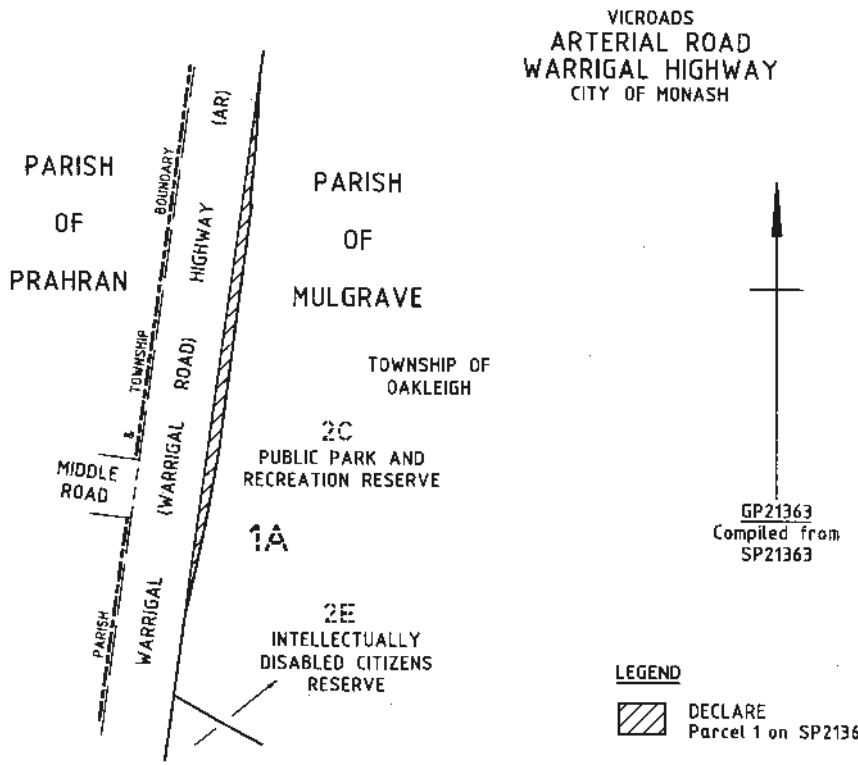 VICROADS
ARTERIAL ROAD
WARRIGAL HIGHWAY
CITY OF MONASH
PARISH
OF
PRAHRAN
PARISH & TOWNSHIP BOUNDARY
WARRIGAL HIGHWAY (AR)
(WARRIGAL ROAD)
PARISH
OF
MULGRAVE
TOWNSHIP OF
OAKLEIGH
2C
PUBLIC PARK AND
RECREATION RESERVE
MIDDLE
ROAD
1A
2E
INTELLECTUALLY
DISABLED CITIZENS
RESERVE
GP21363
Compiled from
SP21363
LEGEND
DECLARE
Parcel 1 on SP2136